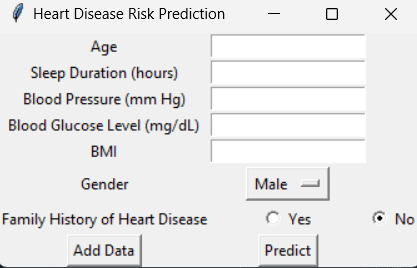 Heart Disease Risk Prediction
Age
Sleep Duration (hours)
Blood Pressure (mm Hg)
Blood Glucose Level (mg/dL)
BMI
Gender Male
Family History of Heart Disease Yes No
Add Data Predict